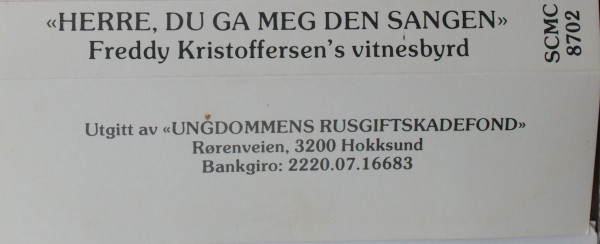 «HERRE, DU GA MEG DEN SANGEN»
Freddy Kristoffersen's vitnesbyrd
SCMC
8702
Utgitt av «UNGDOMMENS RUSGIFTSKADEFOND»
Rørenveien, 3200 Hokksund
Bankgiro: 2220.07.16683